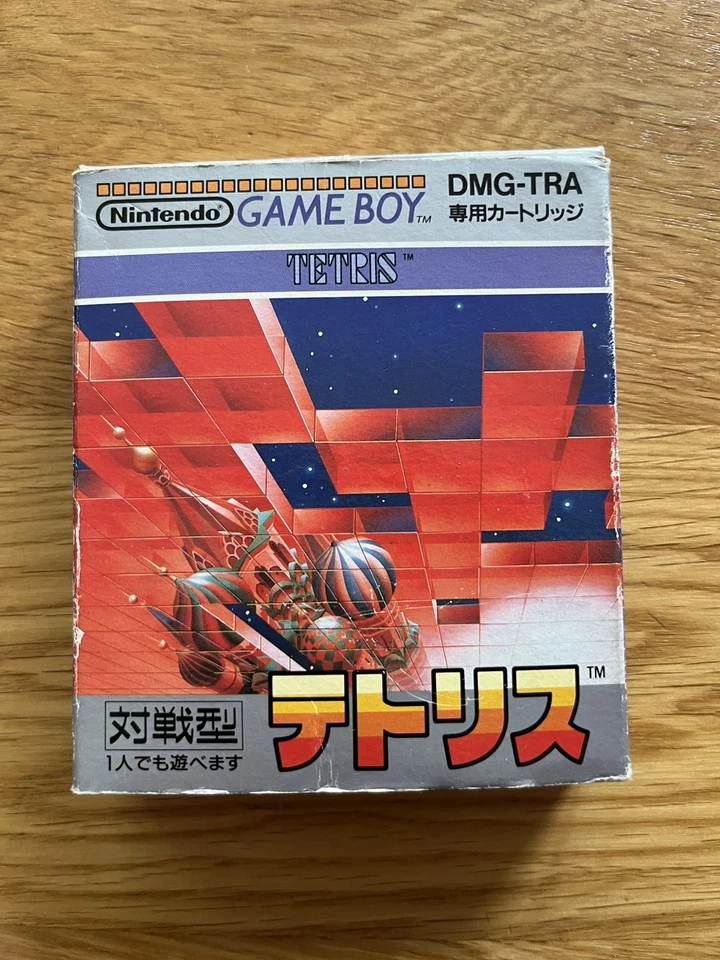 Nintendo® GAME BOY™ DMG-TRA
専用カートリッジ
TETRIS™
対戦型
1人でも遊べます
テトリス™